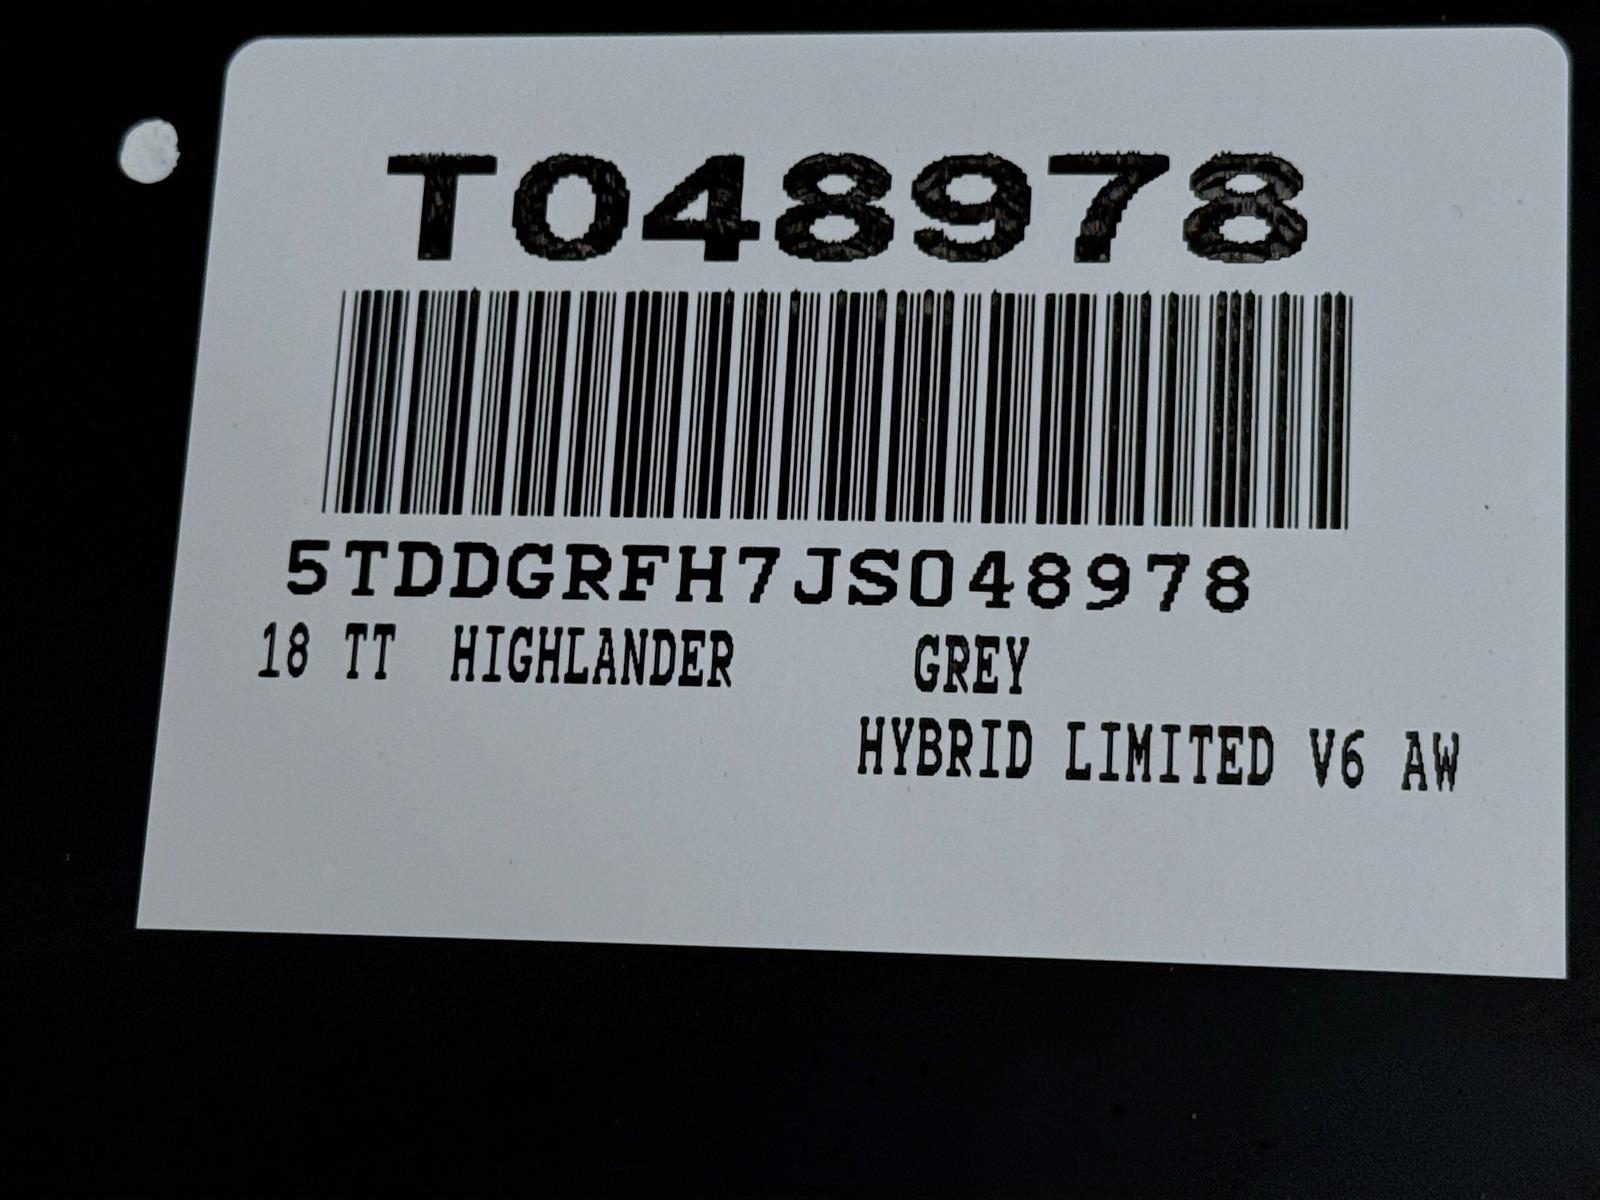 T048978
5TDDGRFH7JS048978
18 TT HIGHLANDER GREY
HYBRID LIMITED V6 AW